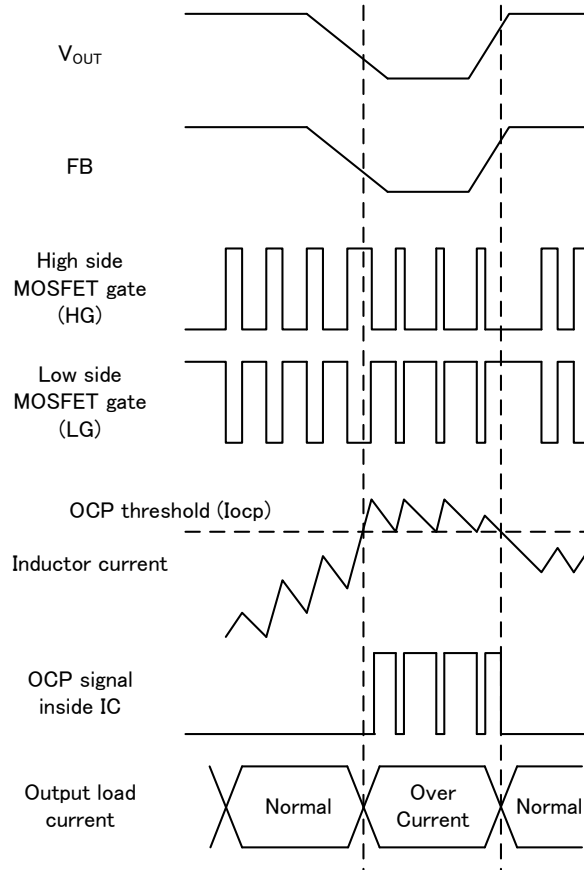 VOUT
FB
High side
MOSFET gate
(HG)
Low side
MOSFET gate
(LG)
OCP threshold (Iocp)
Inductor current
OCP signal
inside IC
Output load
current
Normal
Over
Current
Normal